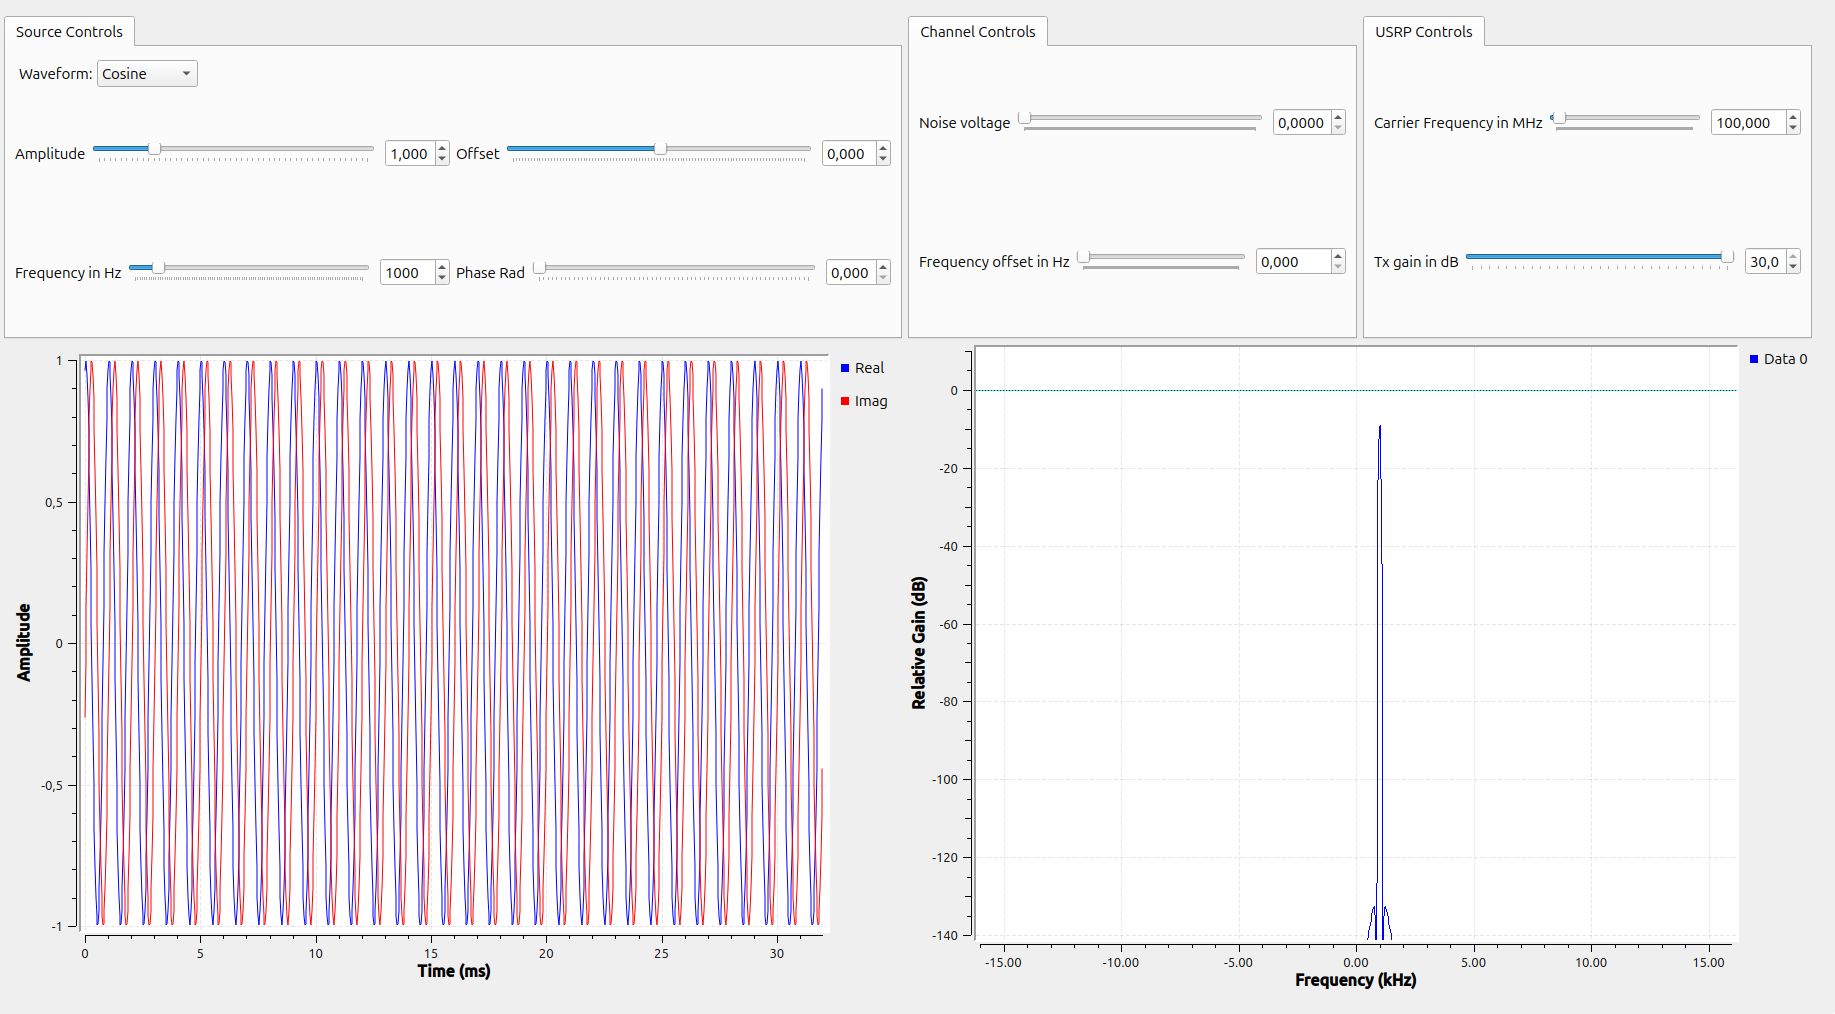 Source Controls
Waveform: Cosine
Amplitude 1,000 Offset 0,000
Frequency in Hz 1000 Phase Rad 0,000
Channel Controls
Noise voltage 0,0000
Frequency offset in Hz 0,000
USRP Controls
Carrier Frequency in MHz 100,000
Tx gain in dB 30,0
Amplitude
1
0,5
0
-0,5
-1
0 5 10 15 20 25 30
Time (ms)
Real
Imag
Relative Gain (dB)
0
-20
-40
-60
-80
-100
-120
-140
-15.00 -10.00 -5.00 0.00 5.00 10.00 15.00
Frequency (kHz)
Data 0